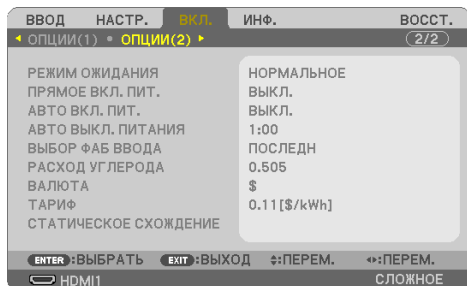 ВВОД НАСТР. ВКЛ. ИНФ. ВОССТ.
ОПЦИИ(1) • ОПЦИИ(2) 2/2
РЕЖИМ ОЖИДАНИЯ НОРМАЛЬНОЕ
ПРЯМОЕ ВКЛ. ПИТ. ВЫКЛ.
АВТО ВКЛ. ПИТ. ВЫКЛ.
АВТО ВЫКЛ. ПИТАНИЯ 1:00
ВЫБОР ФАБ ВВОДА ПОСЛЕДН
РАСХОД УГЛЕРОДА 0.505
ВАЛЮТА $
ТАРИФ 0.11[$/kWh]
СТАТИЧЕСКОЕ СХОЖДЕНИЕ
ENTER :ВЫБРАТЬ EXIT :ВЫХОД :ПЕРЕМ. :ПЕРЕМ.
HDMI1 СЛОЖНОЕ